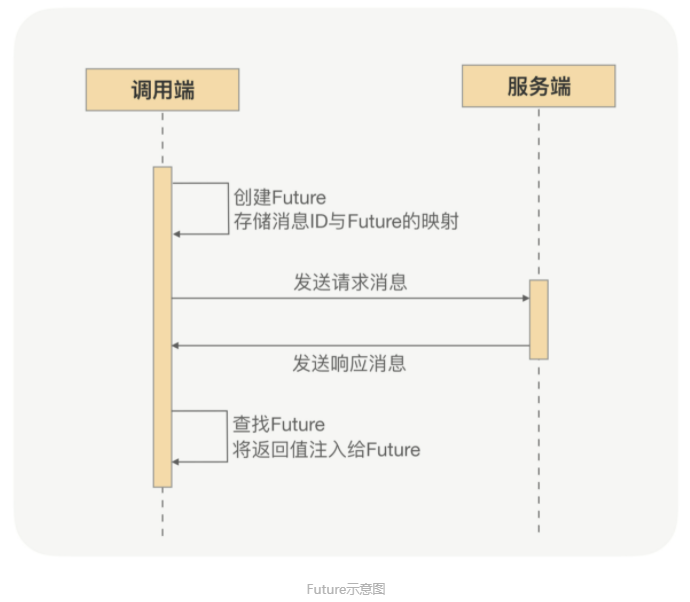 调用端
服务端
创建Future
存储消息ID与Future的映射
发送请求消息
发送响应消息
查找Future
将返回值注入给Future
Future示意图